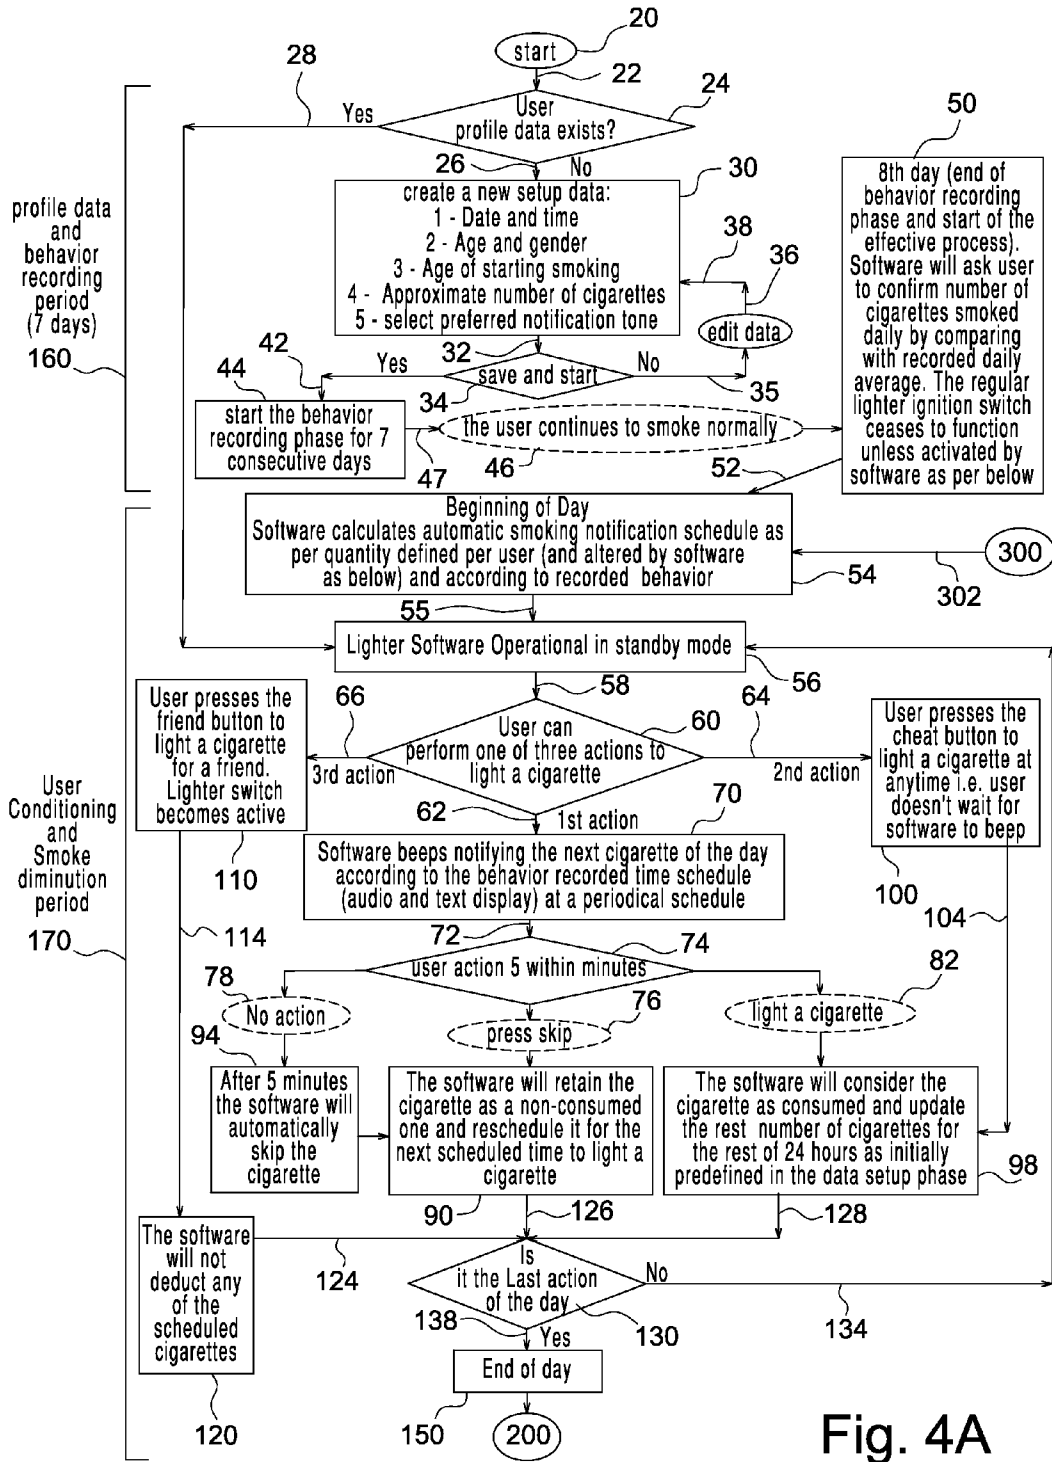 20
start
22
28
24
Yes
User
profile data exists?
26
No
30
create a new setup data:
1 - Date and time
2 - Age and gender
3 - Age of starting smoking
4 - Approximate number of cigarettes
5 - select preferred notification tone
38
36
edit data
32
Yes
save and start
No
34
35
42
44
start the behavior
recording phase for 7
consecutive days
47
the user continues to smoke normally
46
50
8th day (end of
behavior recording
phase and start of the
effective process).
Software will ask user
to confirm number of
cigarettes smoked
daily by comparing
with recorded daily
average. The regular
lighter ignition switch
ceases to function
unless activated by
software as per below
52
profile data
and
behavior
recording
period
(7 days)
160
Beginning of Day
Software calculates automatic smoking notification schedule as
per quantity defined per user (and altered by software
as below) and according to recorded behavior
54
300
302
55
Lighter Software Operational in standby mode
56
58
60
User can
perform one of three actions to
light a cigarette
66
3rd action
64
2nd action
62
1st action
User presses the
friend button to
light a cigarette
for a friend.
Lighter switch
becomes active
110
114
User presses the
cheat button to
light a cigarette at
anytime i.e. user
doesn't wait for
software to beep
100
104
User
Conditioning
and
Smoke
diminution
period
170
70
Software beeps notifying the next cigarette of the day
according to the behavior recorded time schedule
(audio and text display) at a periodical schedule
72
74
user action 5 within minutes
78
No action
76
press skip
82
light a cigarette
94
After 5 minutes
the software will
automatically
skip the
cigarette
The software will retain the
cigarette as a non-consumed
one and reschedule it for the
next scheduled time to light a
cigarette
90
126
The software will consider the
cigarette as consumed and update
the rest number of cigarettes for
the rest of 24 hours as initially
predefined in the data setup phase
98
128
The software
will not
deduct any
of the
scheduled
cigarettes
120
124
Is
it the Last action
of the day
130
No
134
138
Yes
End of day
150
200
Fig. 4A